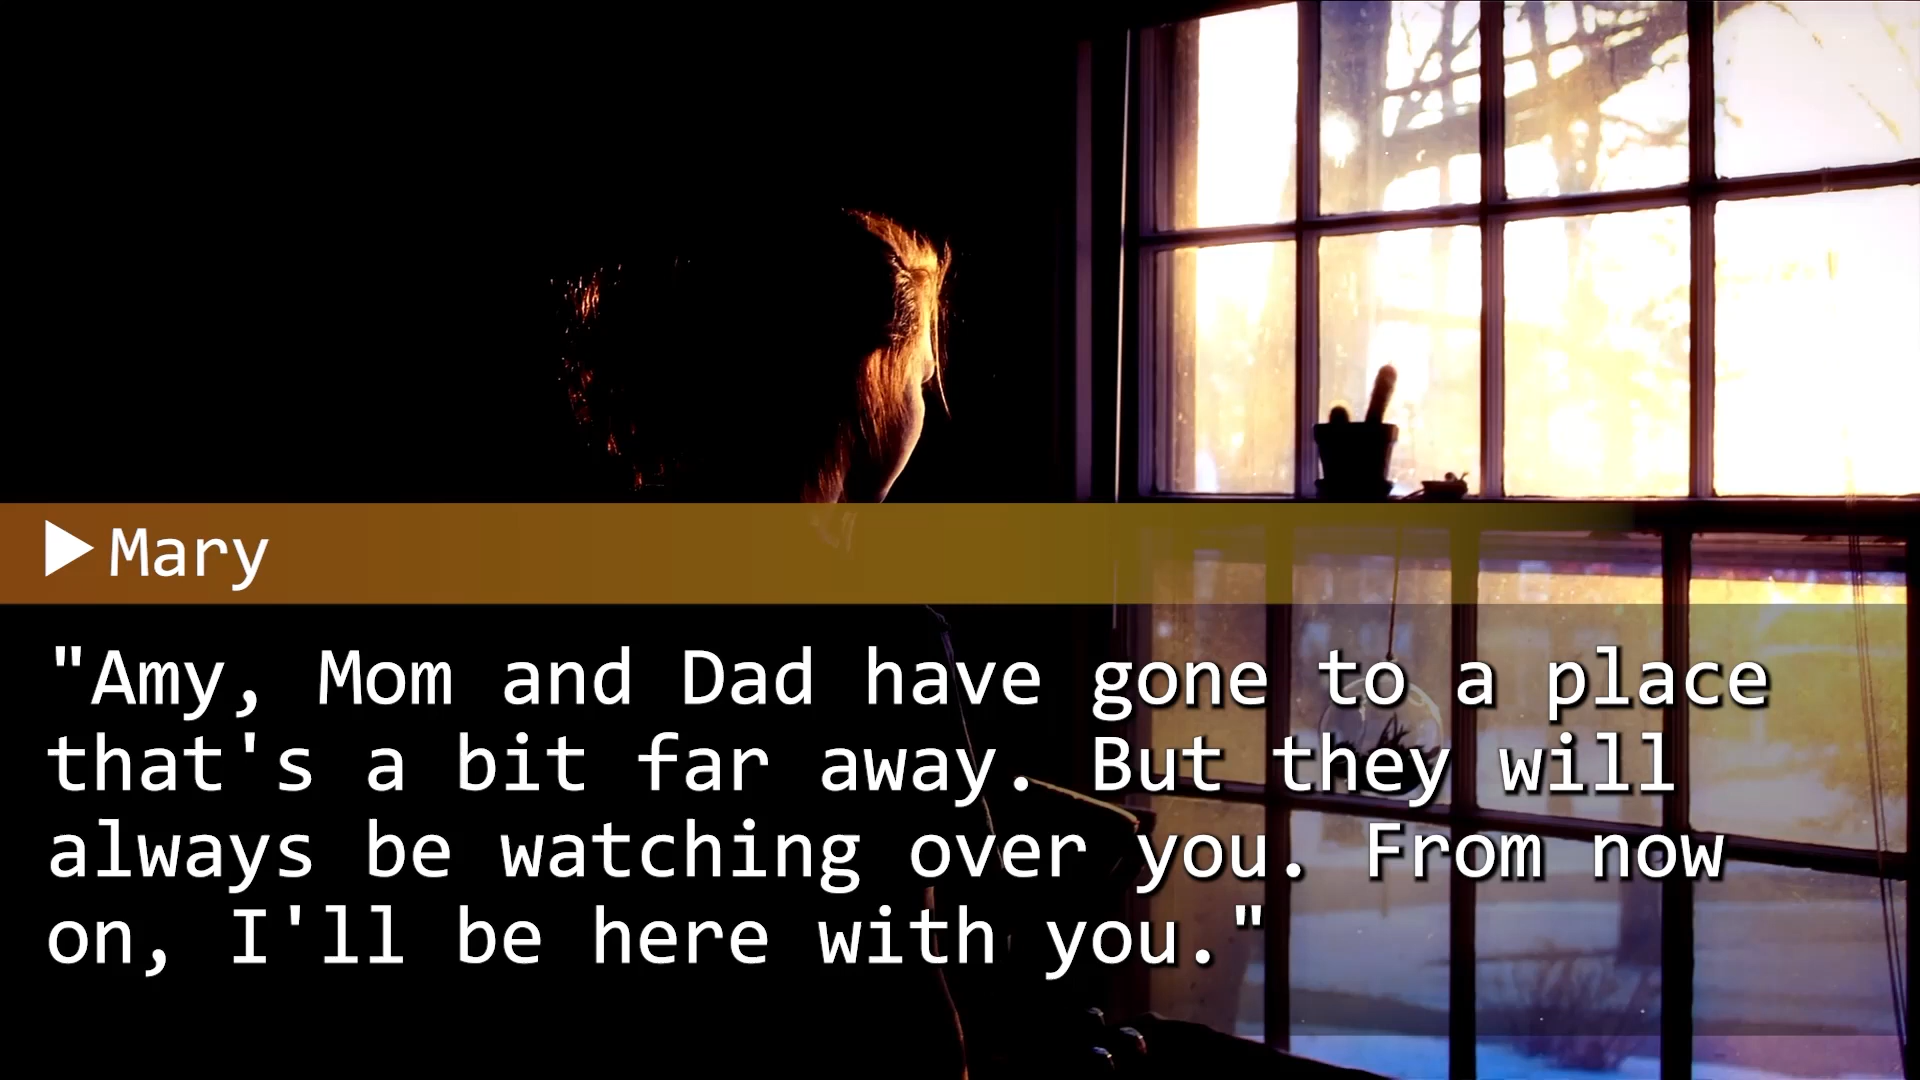 Mary
"Amy, Mom and Dad have gone to a place
that's a bit far away. But they will
always be watching over you. From now
on, I'll be here with you."